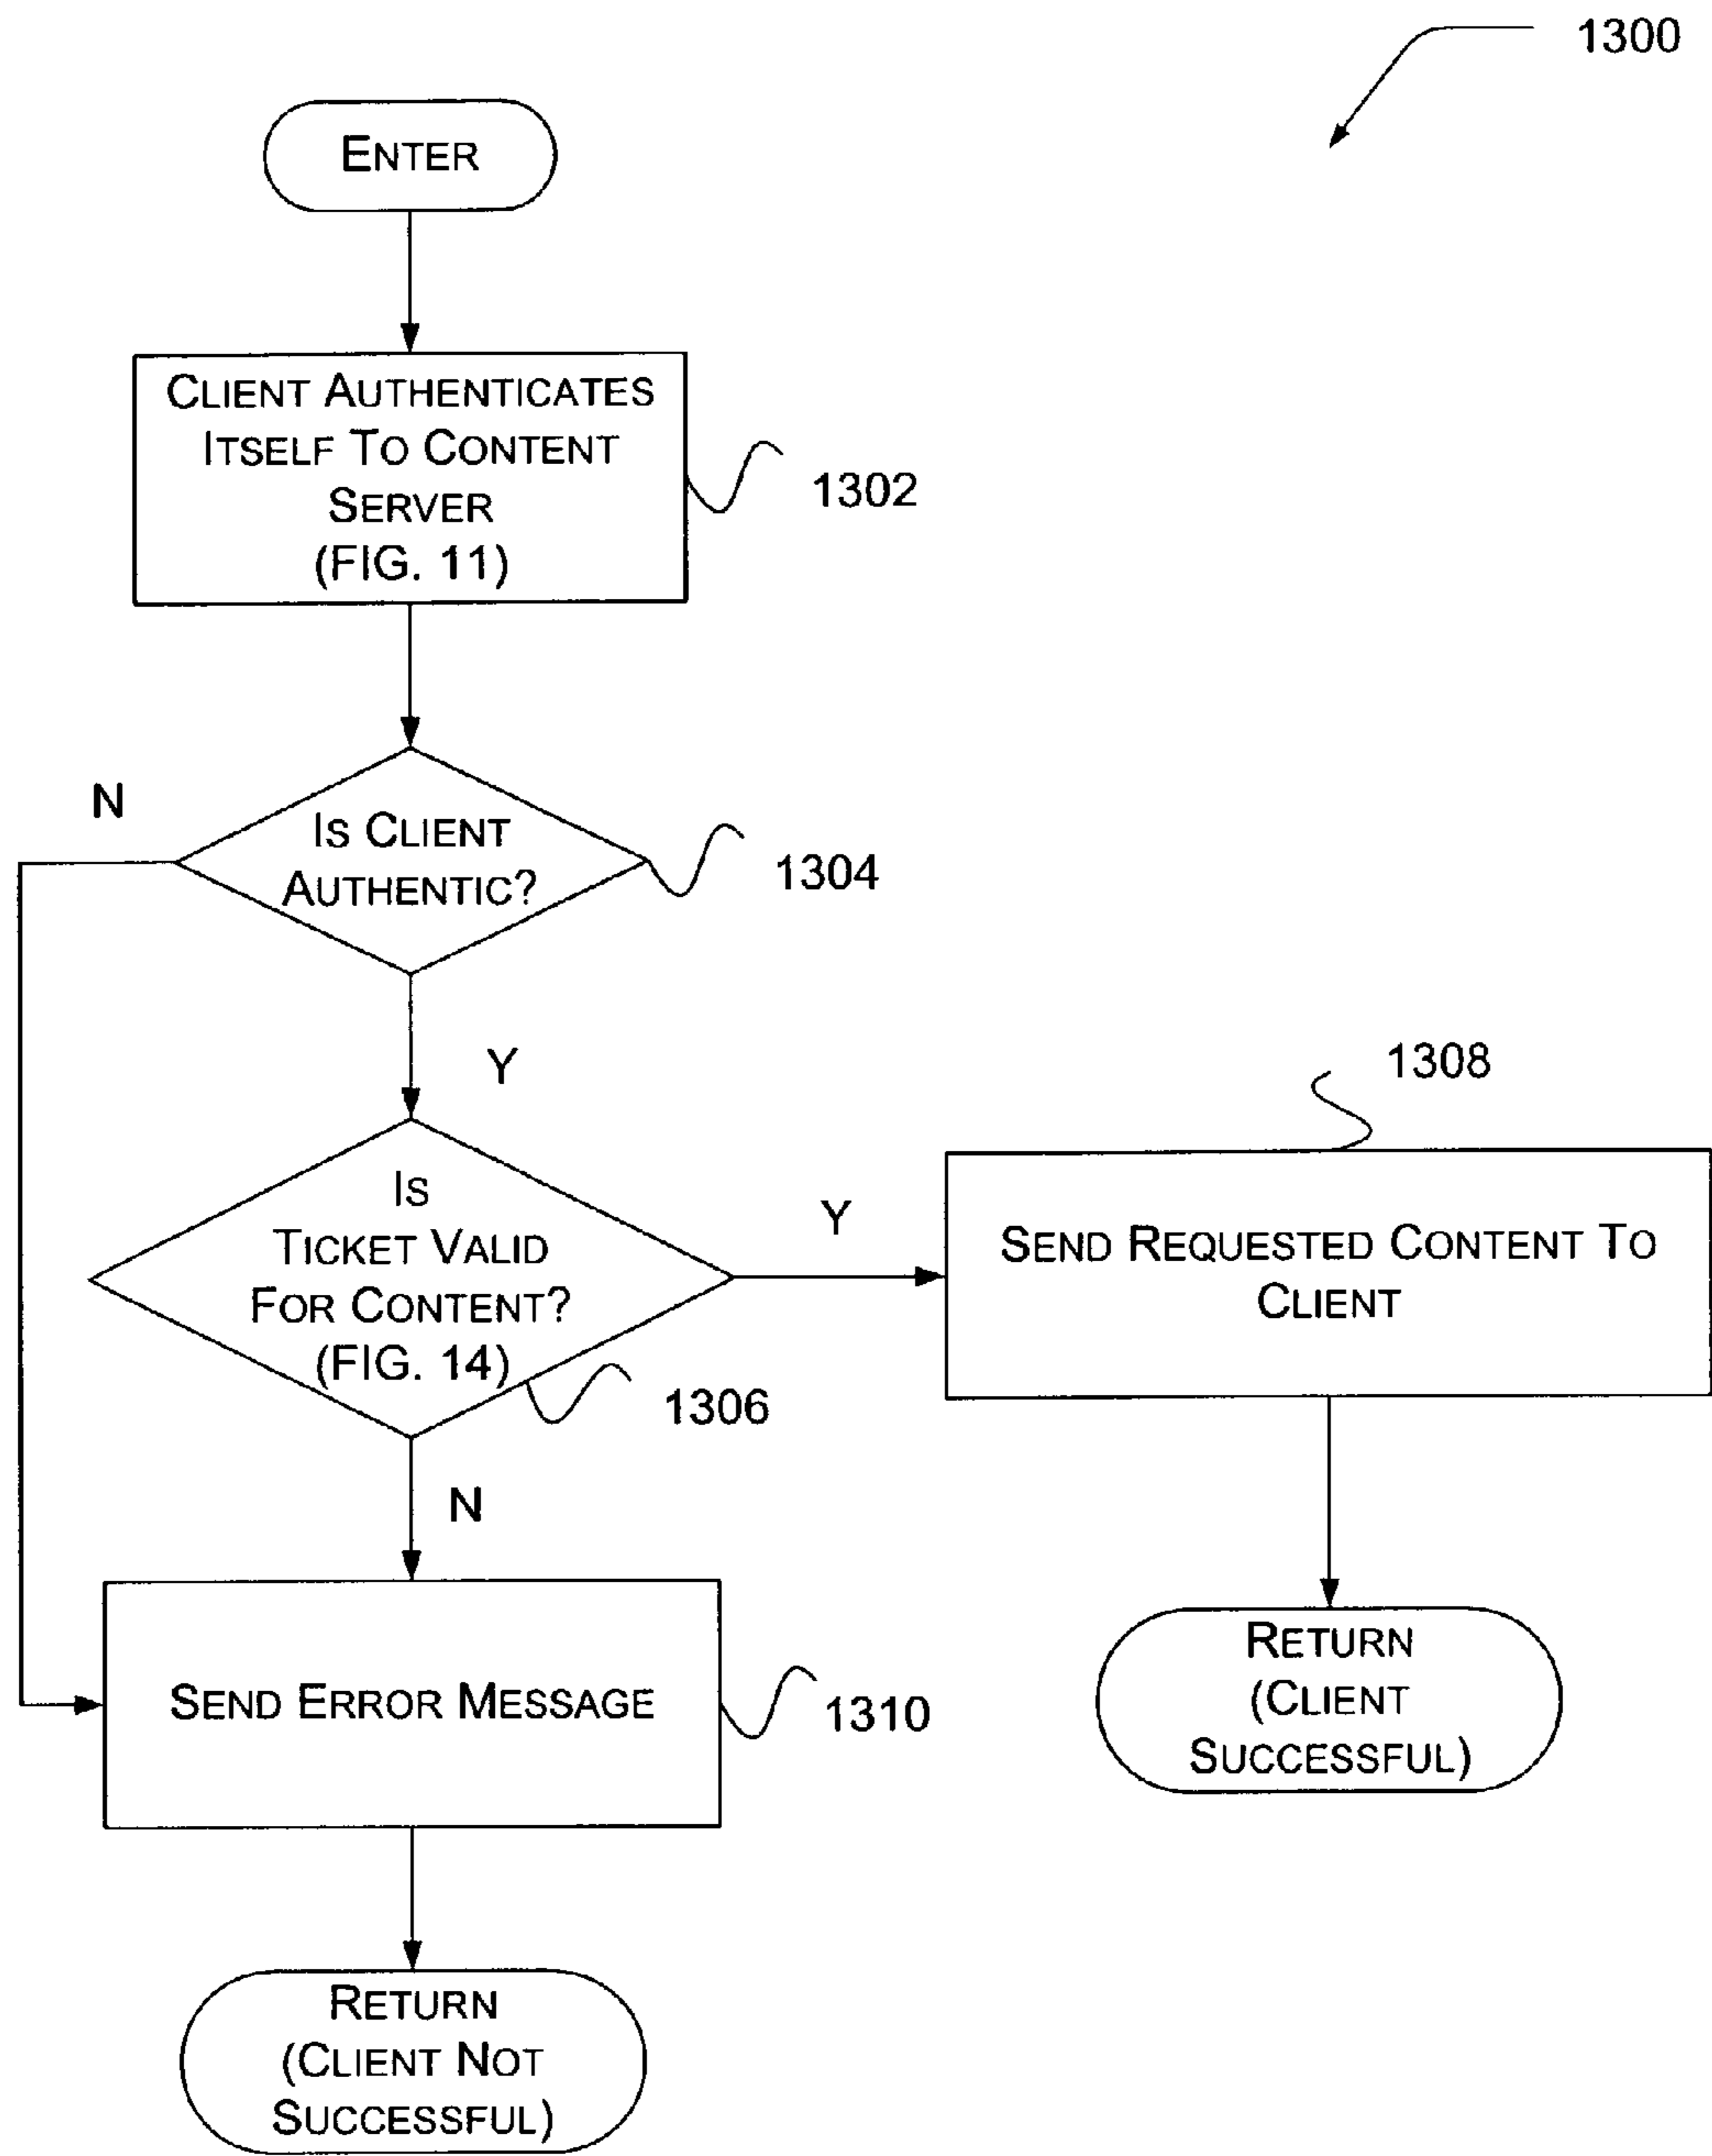 1300
ENTER
CLIENT AUTHENTICATES
ITSELF TO CONTENT
SERVER
(FIG. 11)
1302
N
IS CLIENT
AUTHENTIC?
1304
Y
IS
TICKET VALID
FOR CONTENT?
(FIG. 14)
1306
Y
1308
SEND REQUESTED CONTENT TO
CLIENT
N
SEND ERROR MESSAGE
1310
RETURN
(CLIENT
SUCCESSFUL)
RETURN
(CLIENT NOT
SUCCESSFUL)